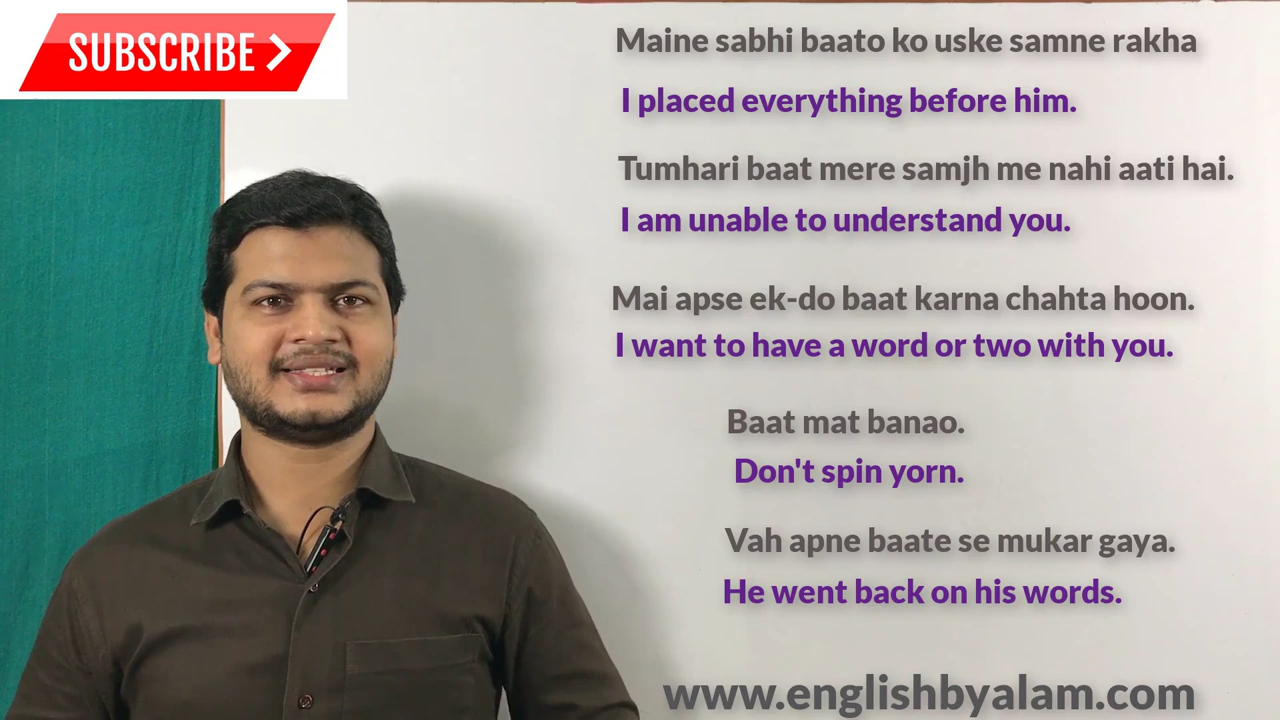 SUBSCRIBE
Maine sabhi baato ko uske samne rakha
I placed everything before him.
Tumhari baat mere samjh me nahi aati hai.
I am unable to understand you.
Mai apse ek-do baat karna chahta hoon.
I want to have a word or two with you.
Baat mat banao.
Don't spin yorn.
Vah apne baate se mukar gaya.
He went back on his words.
www.englishbyalam.com